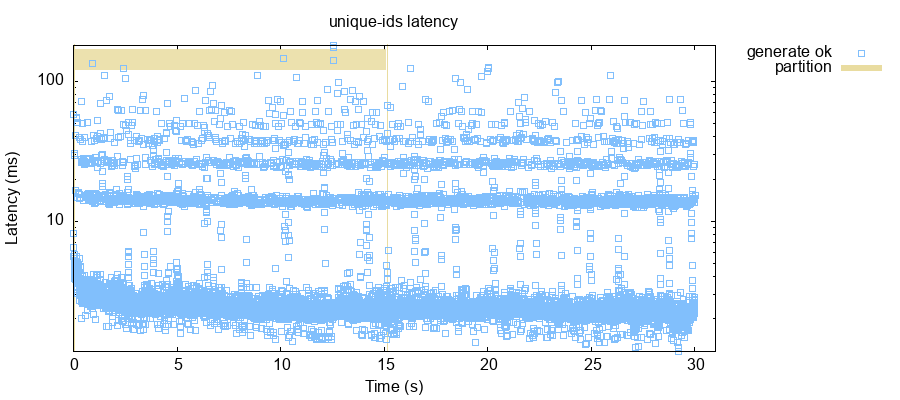 unique-ids latency
generate ok
partition
100
10
Latency (ms)
0 5 10 15 20 25 30
Time (s)